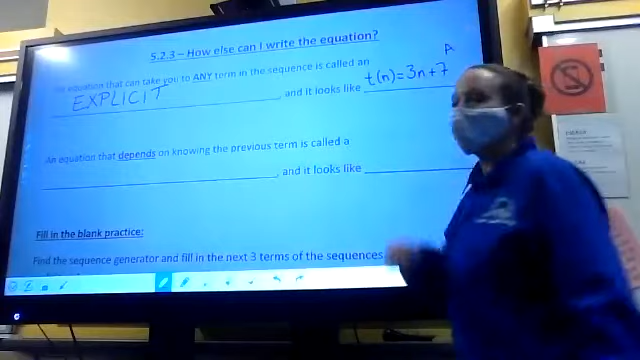 5.2.3 – How else can I write the equation?
An equation that can take you to ANY term in the sequence is called an
EXPLICIT, and it looks like t(n)=3n+7
A
An equation that depends on knowing the previous term is called a
, and it looks like
Fill in the blank practice:
Find the sequence generator and fill in the next 3 terms of the sequences